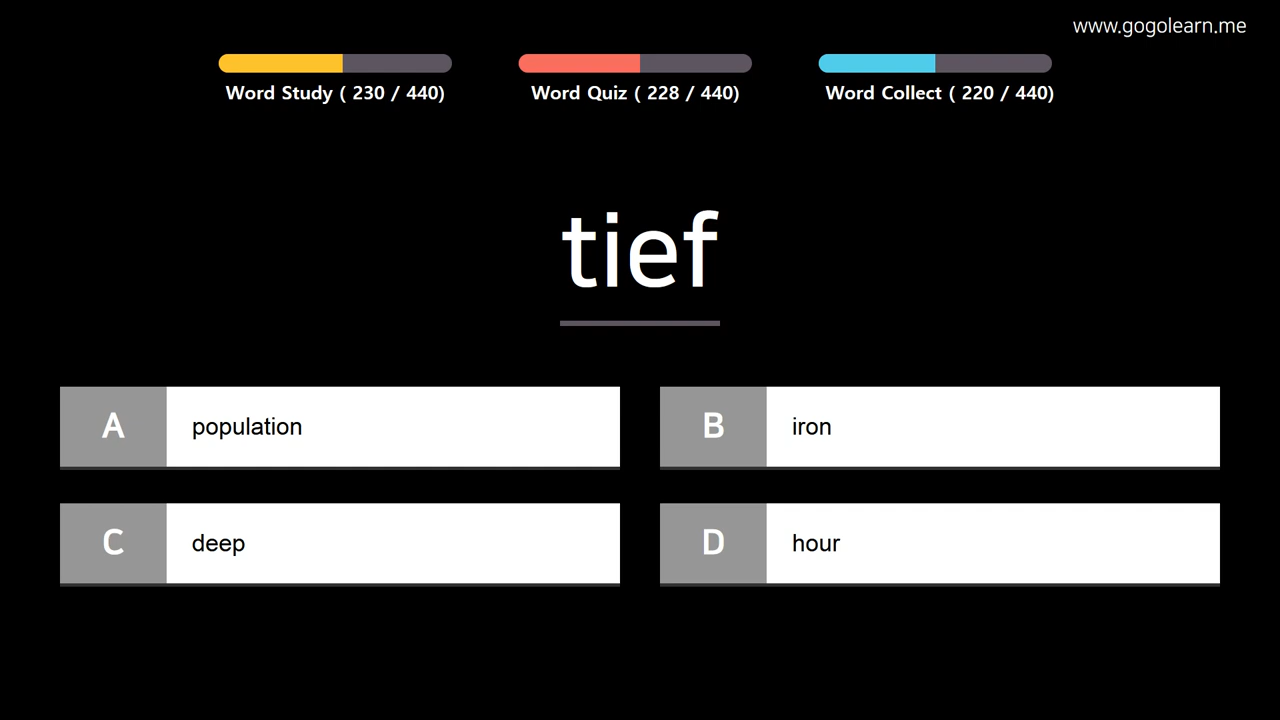 www.gogolearn.me
Word Study ( 230 / 440)
Word Quiz ( 228 / 440)
Word Collect ( 220 / 440)
tief
A population
B iron
C deep
D hour